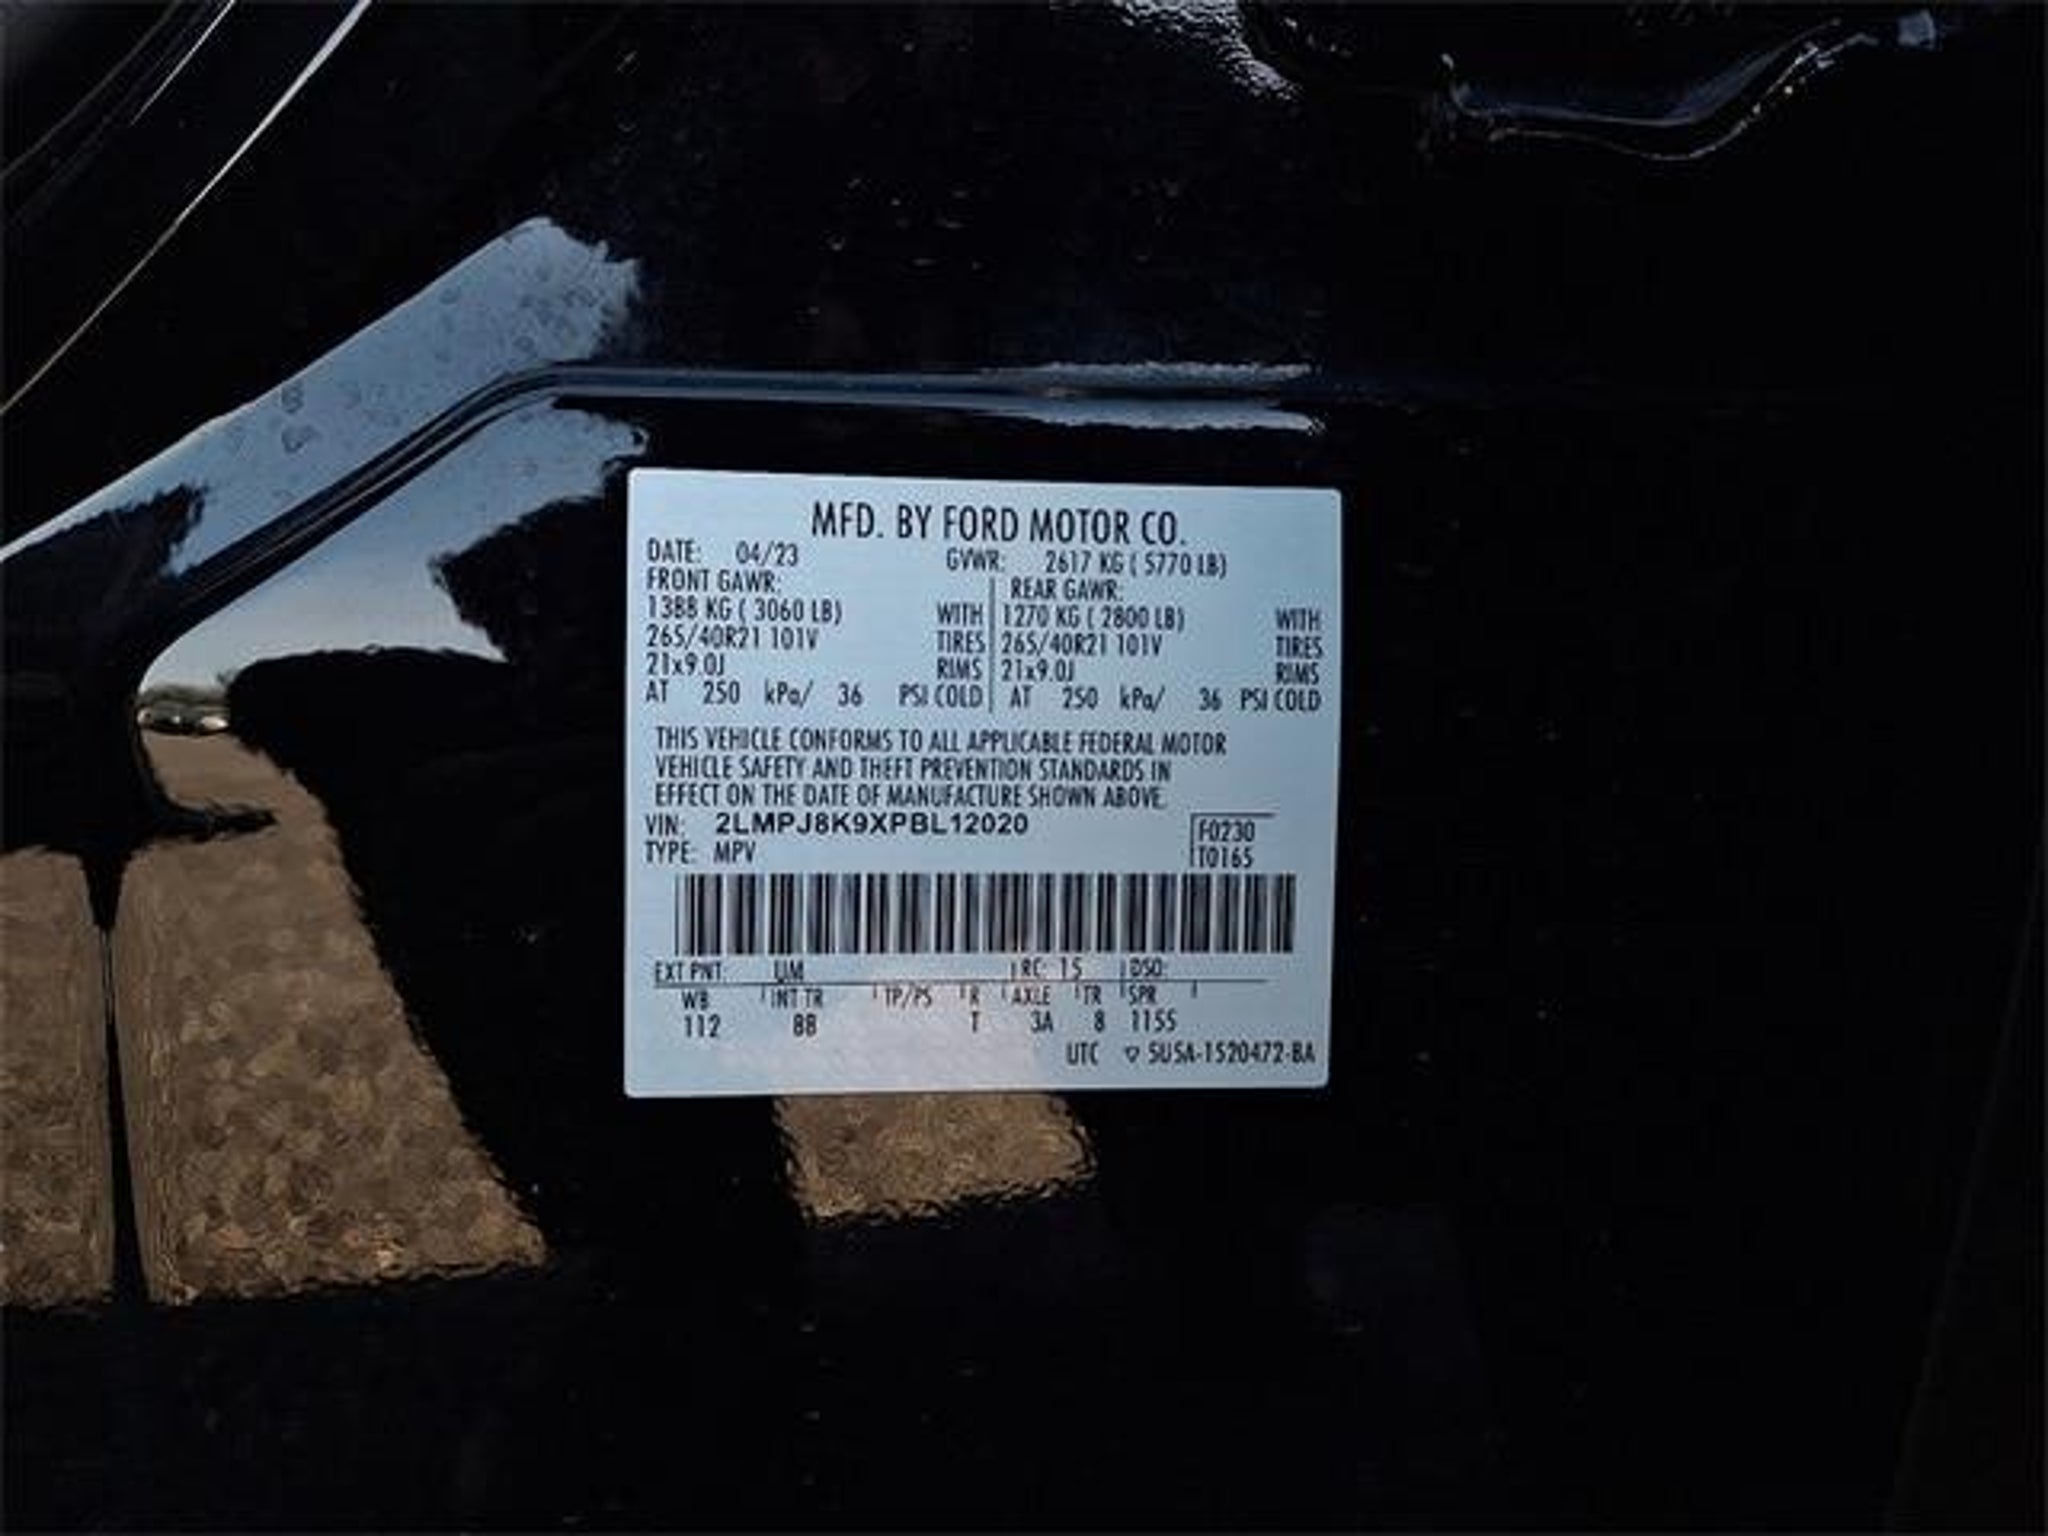 MFD. BY FORD MOTOR CO.
DATE: 04/23 GVWR: 2617 KG ( 5770 LB)
FRONT GAWR: REAR GAWR:
1388 KG ( 3060 LB) WITH 1270 KG ( 2800 LB) WITH
265/40R21 101V TIRES 265/40R21 101V TIRES
21x9.0J RIMS 21x9.0J RIMS
AT 250 kPa/ 36 PSI COLD AT 250 kPa/ 36 PSI COLD
THIS VEHICLE CONFORMS TO ALL APPLICABLE FEDERAL MOTOR
VEHICLE SAFETY AND THEFT PREVENTION STANDARDS IN
EFFECT ON THE DATE OF MANUFACTURE SHOWN ABOVE.
VIN: 2LMPJ8K9XPBL12020 F0230
TYPE: MPV T0165
EXT PNT: UM RC: 15 DSO:
WB INT TR TP/PS R AXLE TR SPR
112 8B T 3A 8 1155
UTC ▽ 5U5A-1520472-BA